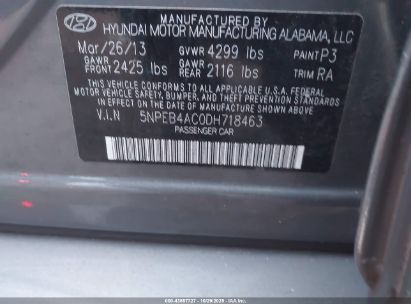 MANUFACTURED BY
HYUNDAI MOTOR MANUFACTURING ALABAMA, LLC
Mar/26/13 GVWR 4299 lbs PAINT P3
GAWR FRONT 2425 lbs GAWR REAR 2116 lbs TRIM RA
THIS VEHICLE CONFORMS TO ALL APPLICABLE U.S.A. FEDERAL
MOTOR VEHICLE SAFETY, BUMPER, AND THEFT PREVENTION STANDARDS
IN EFFECT ON THE DATE OF MANUFACTURE SHOWN ABOVE.
V.I.N 5NPEB4AC0DH718463
PASSENGER CAR